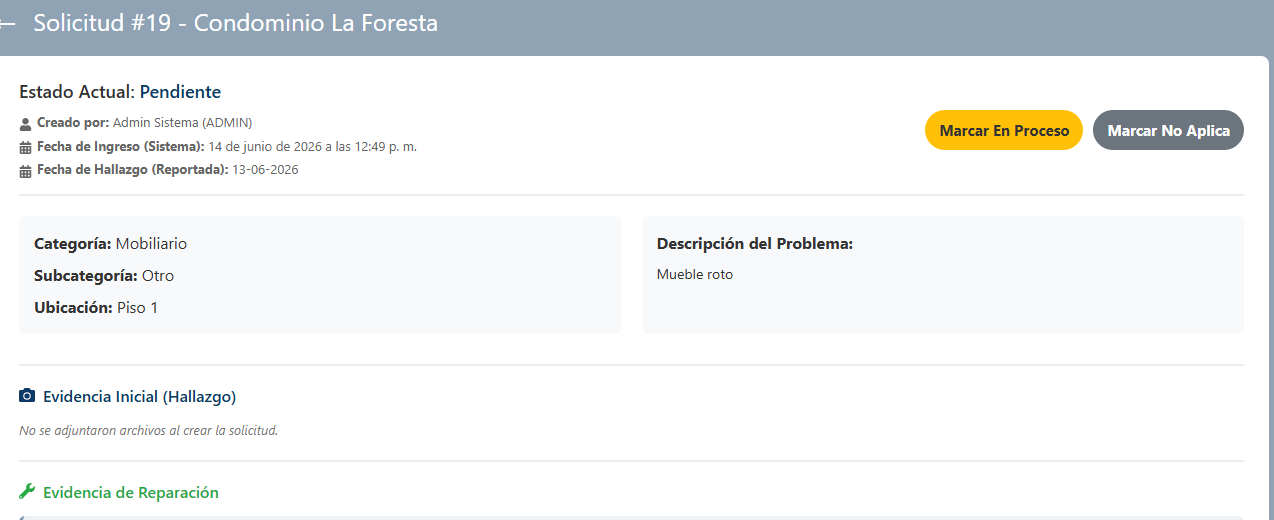 Solicitud #19 - Condominio La Foresta
Estado Actual: Pendiente
Creado por: Admin Sistema (ADMIN)
Fecha de Ingreso (Sistema): 14 de junio de 2026 a las 12:49 p. m.
Fecha de Hallazgo (Reportada): 13-06-2026
Marcar En Proceso
Marcar No Aplica
Categoría: Mobiliario
Subcategoría: Otro
Ubicación: Piso 1
Descripción del Problema:
Mueble roto
Evidencia Inicial (Hallazgo)
No se adjuntaron archivos al crear la solicitud.
Evidencia de Reparación